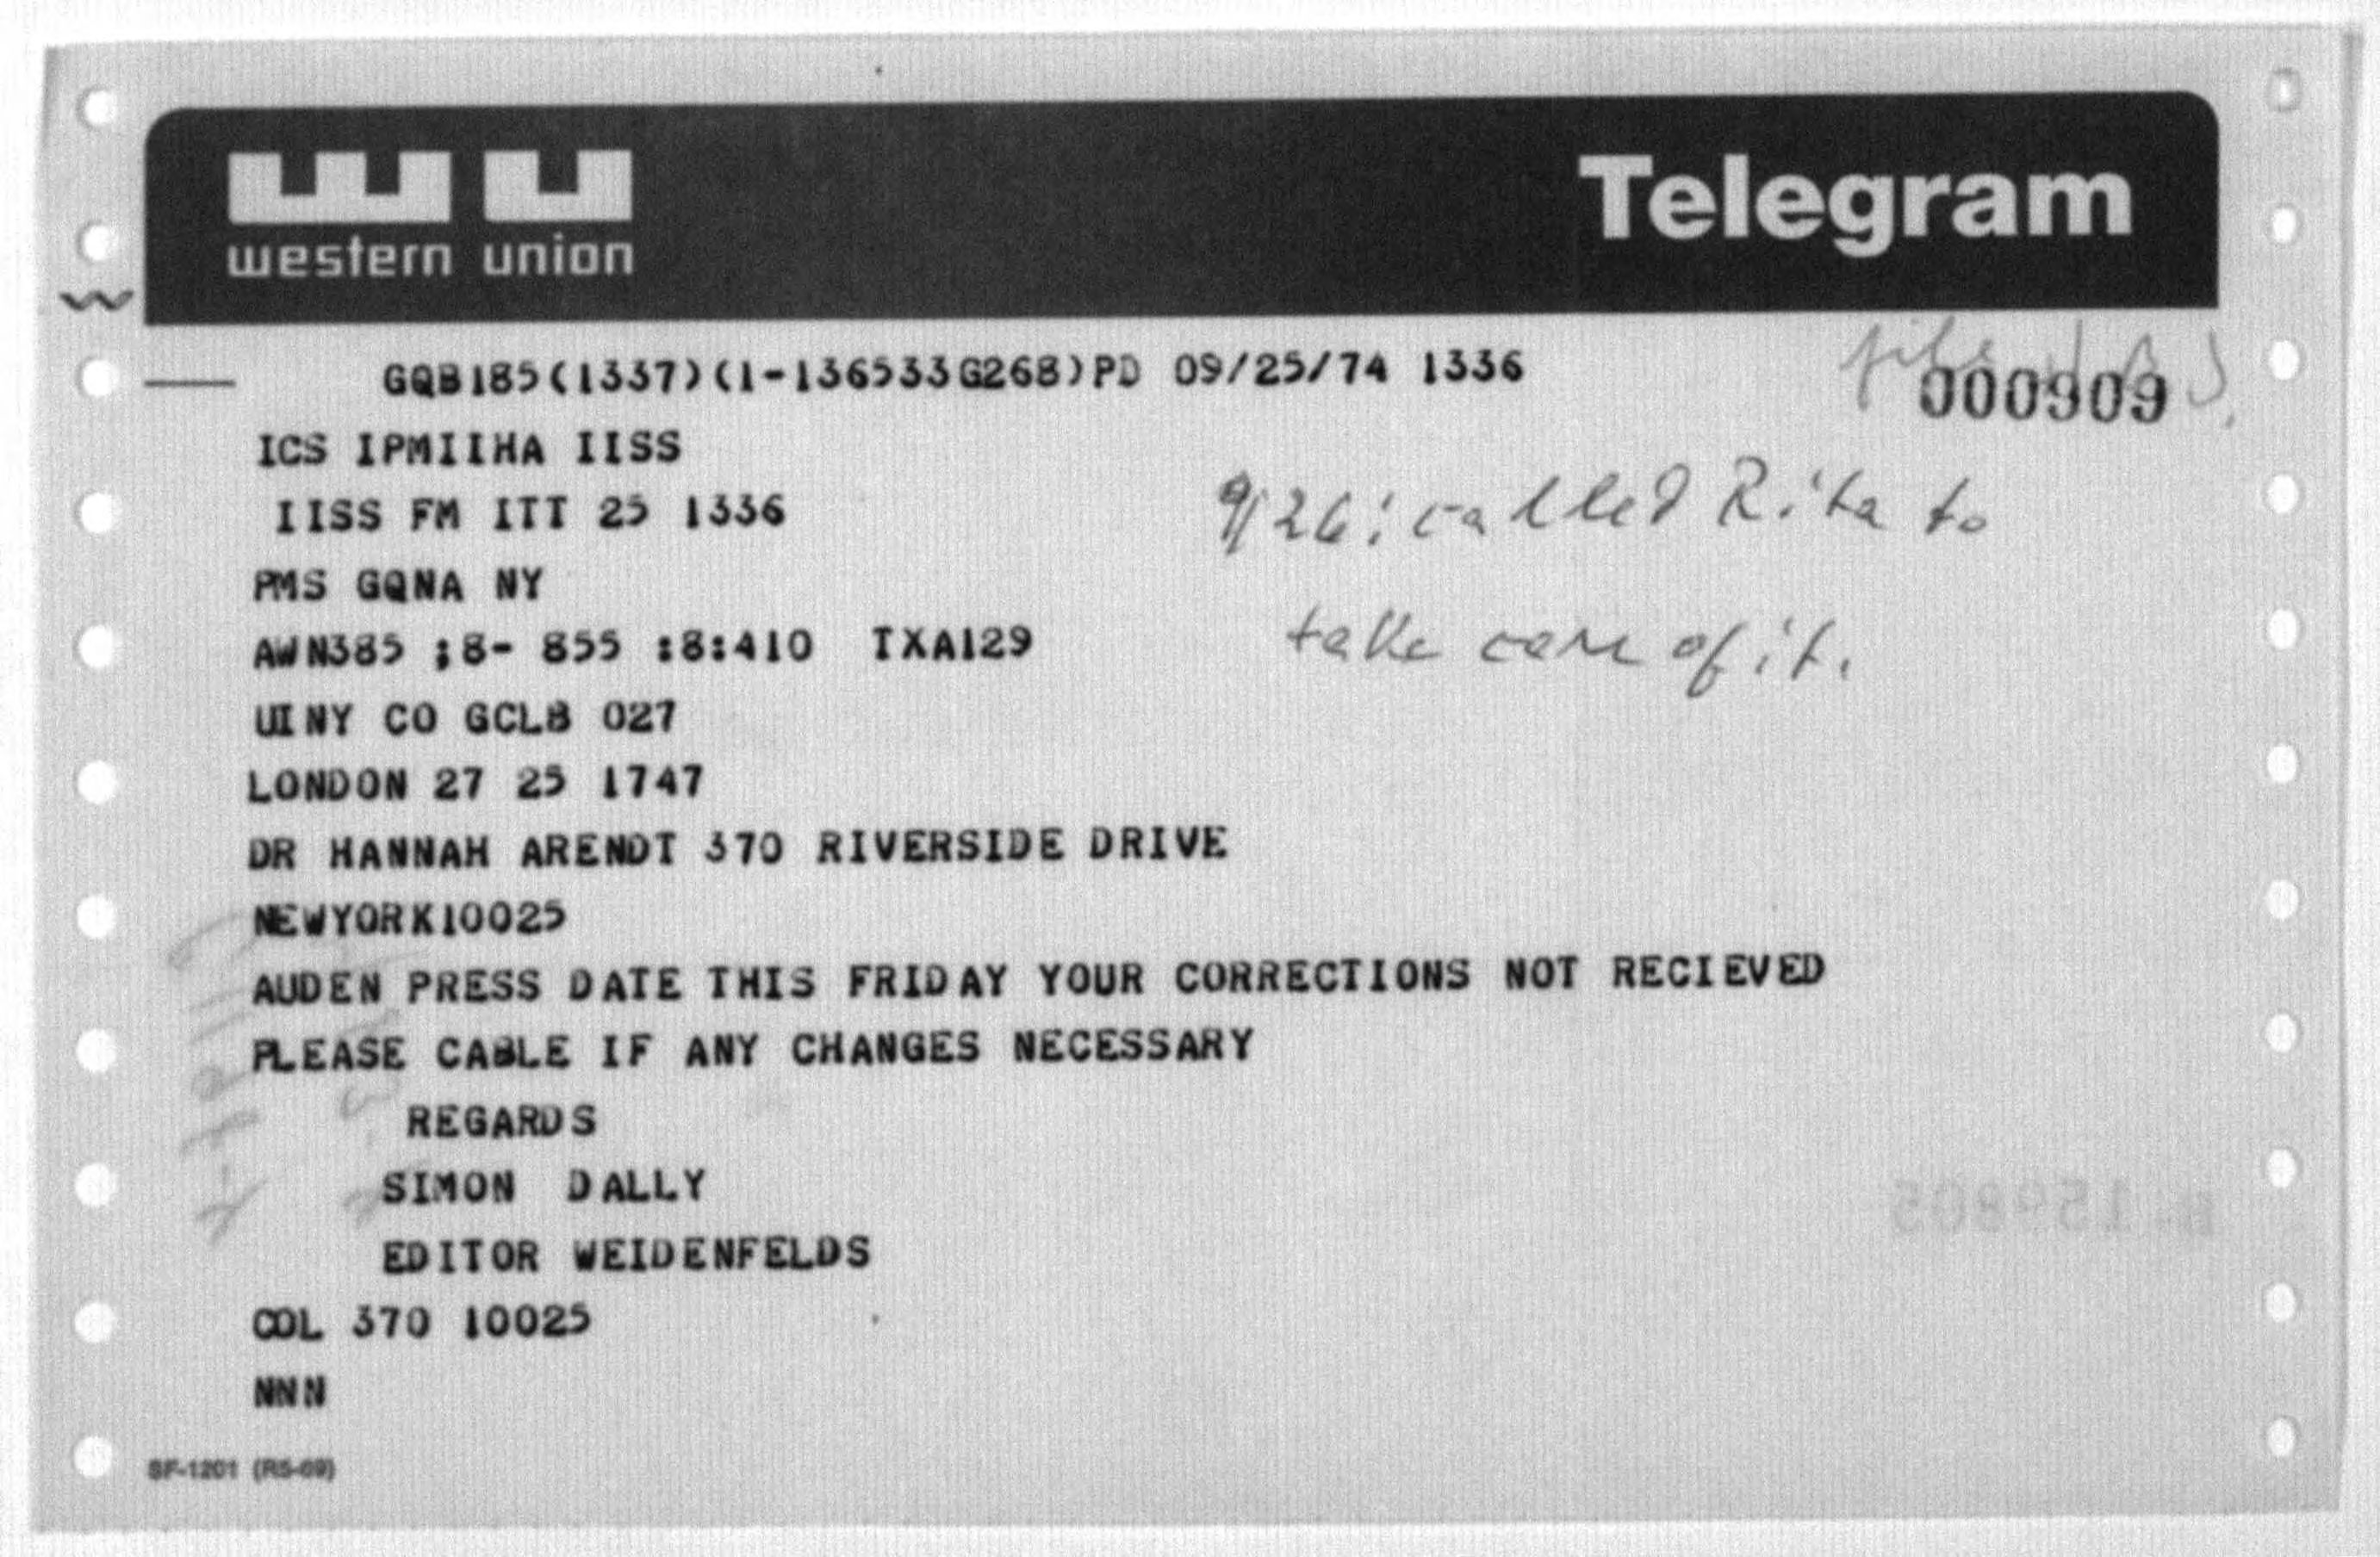 western union
Telegram
GQB185(1337)(1-136533G268)PD 09/25/74 1336
000909
ICS IPMIIHA IISS
IISS FM ITT 25 1336
9/26: called Rita to
take care of it.
PMS GQNA NY
AWN385 ;8- 855 :8:410 TXA129
UINY CO GCLB 027
LONDON 27 25 1747
DR HANNAH ARENDT 370 RIVERSIDE DRIVE
NEWYORK10025
AUDEN PRESS DATE THIS FRIDAY YOUR CORRECTIONS NOT RECIEVED
PLEASE CABLE IF ANY CHANGES NECESSARY
REGARDS
SIMON DALLY
EDITOR WEIDENFELDS
COL 370 10025
NNN
SF-1201 (R5-69)